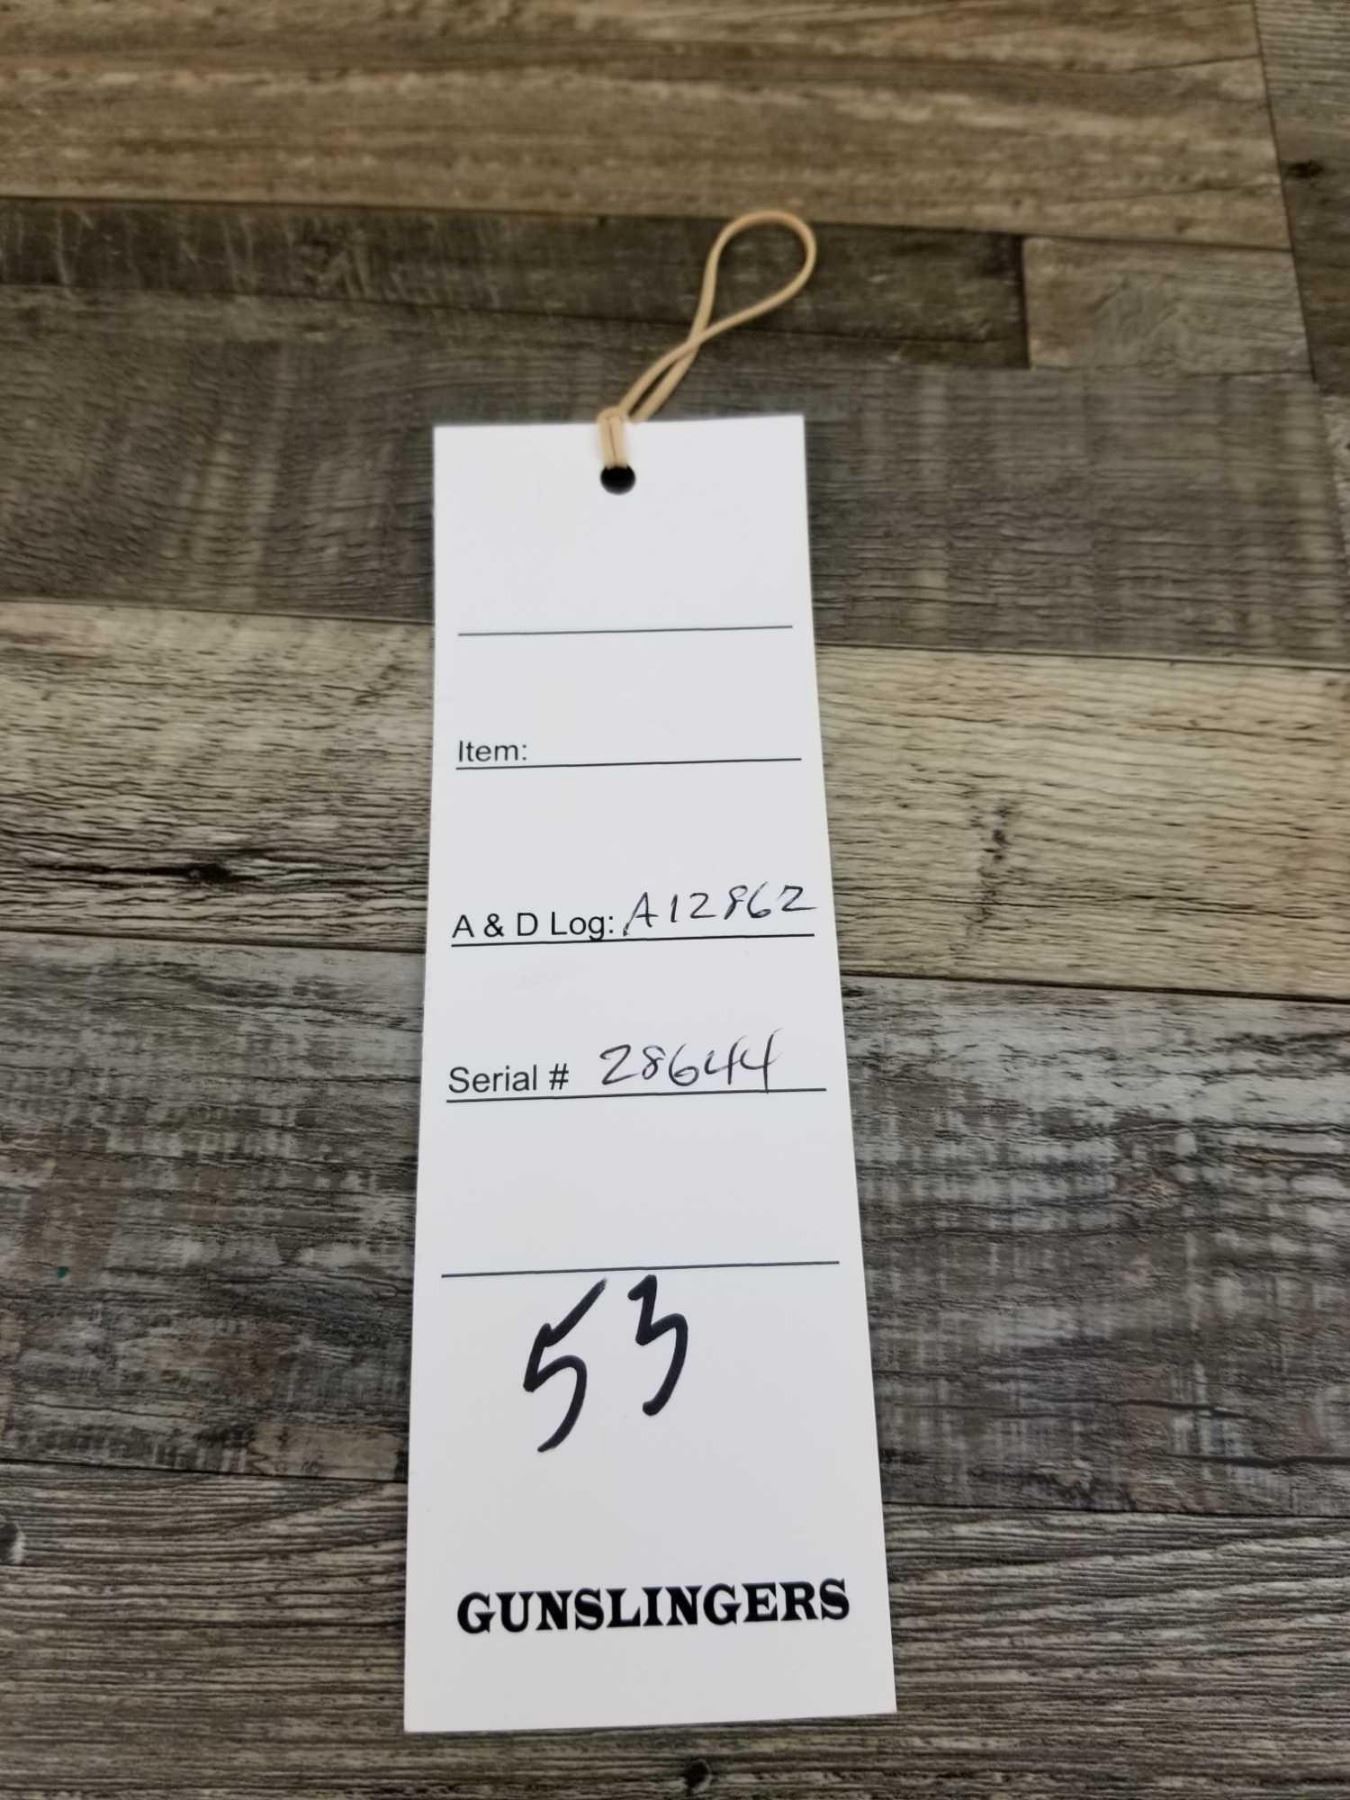 Item:
A & D Log: A12862
Serial # 28644
53
GUNSLINGERS